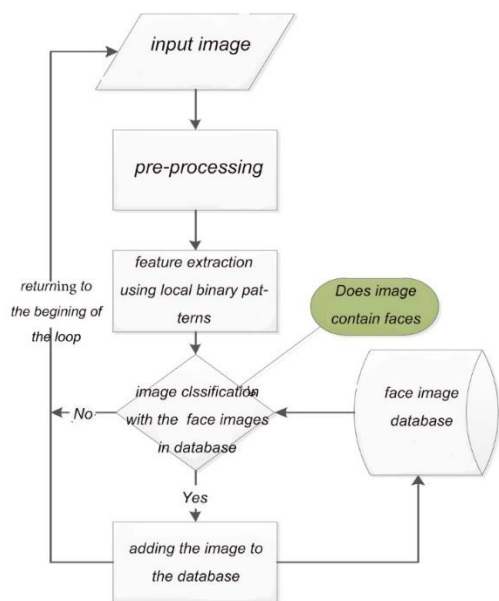 input image
pre-processing
feature extraction
using local binary pat-
terns
returning to
the begining of
the loop
Does image
contain faces
image clssification
with the face images
in database
No
face image
database
Yes
adding the image to
the database